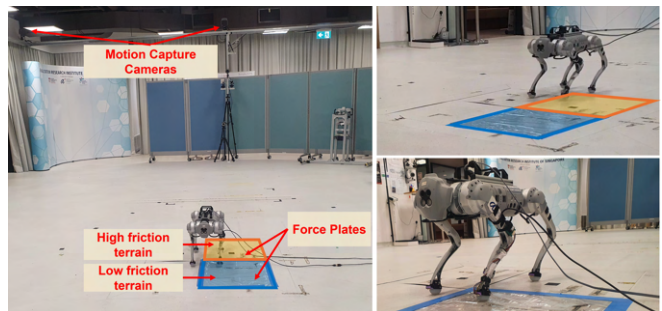 Motion Capture
Cameras
High friction
terrain
Force Plates
Low friction
terrain